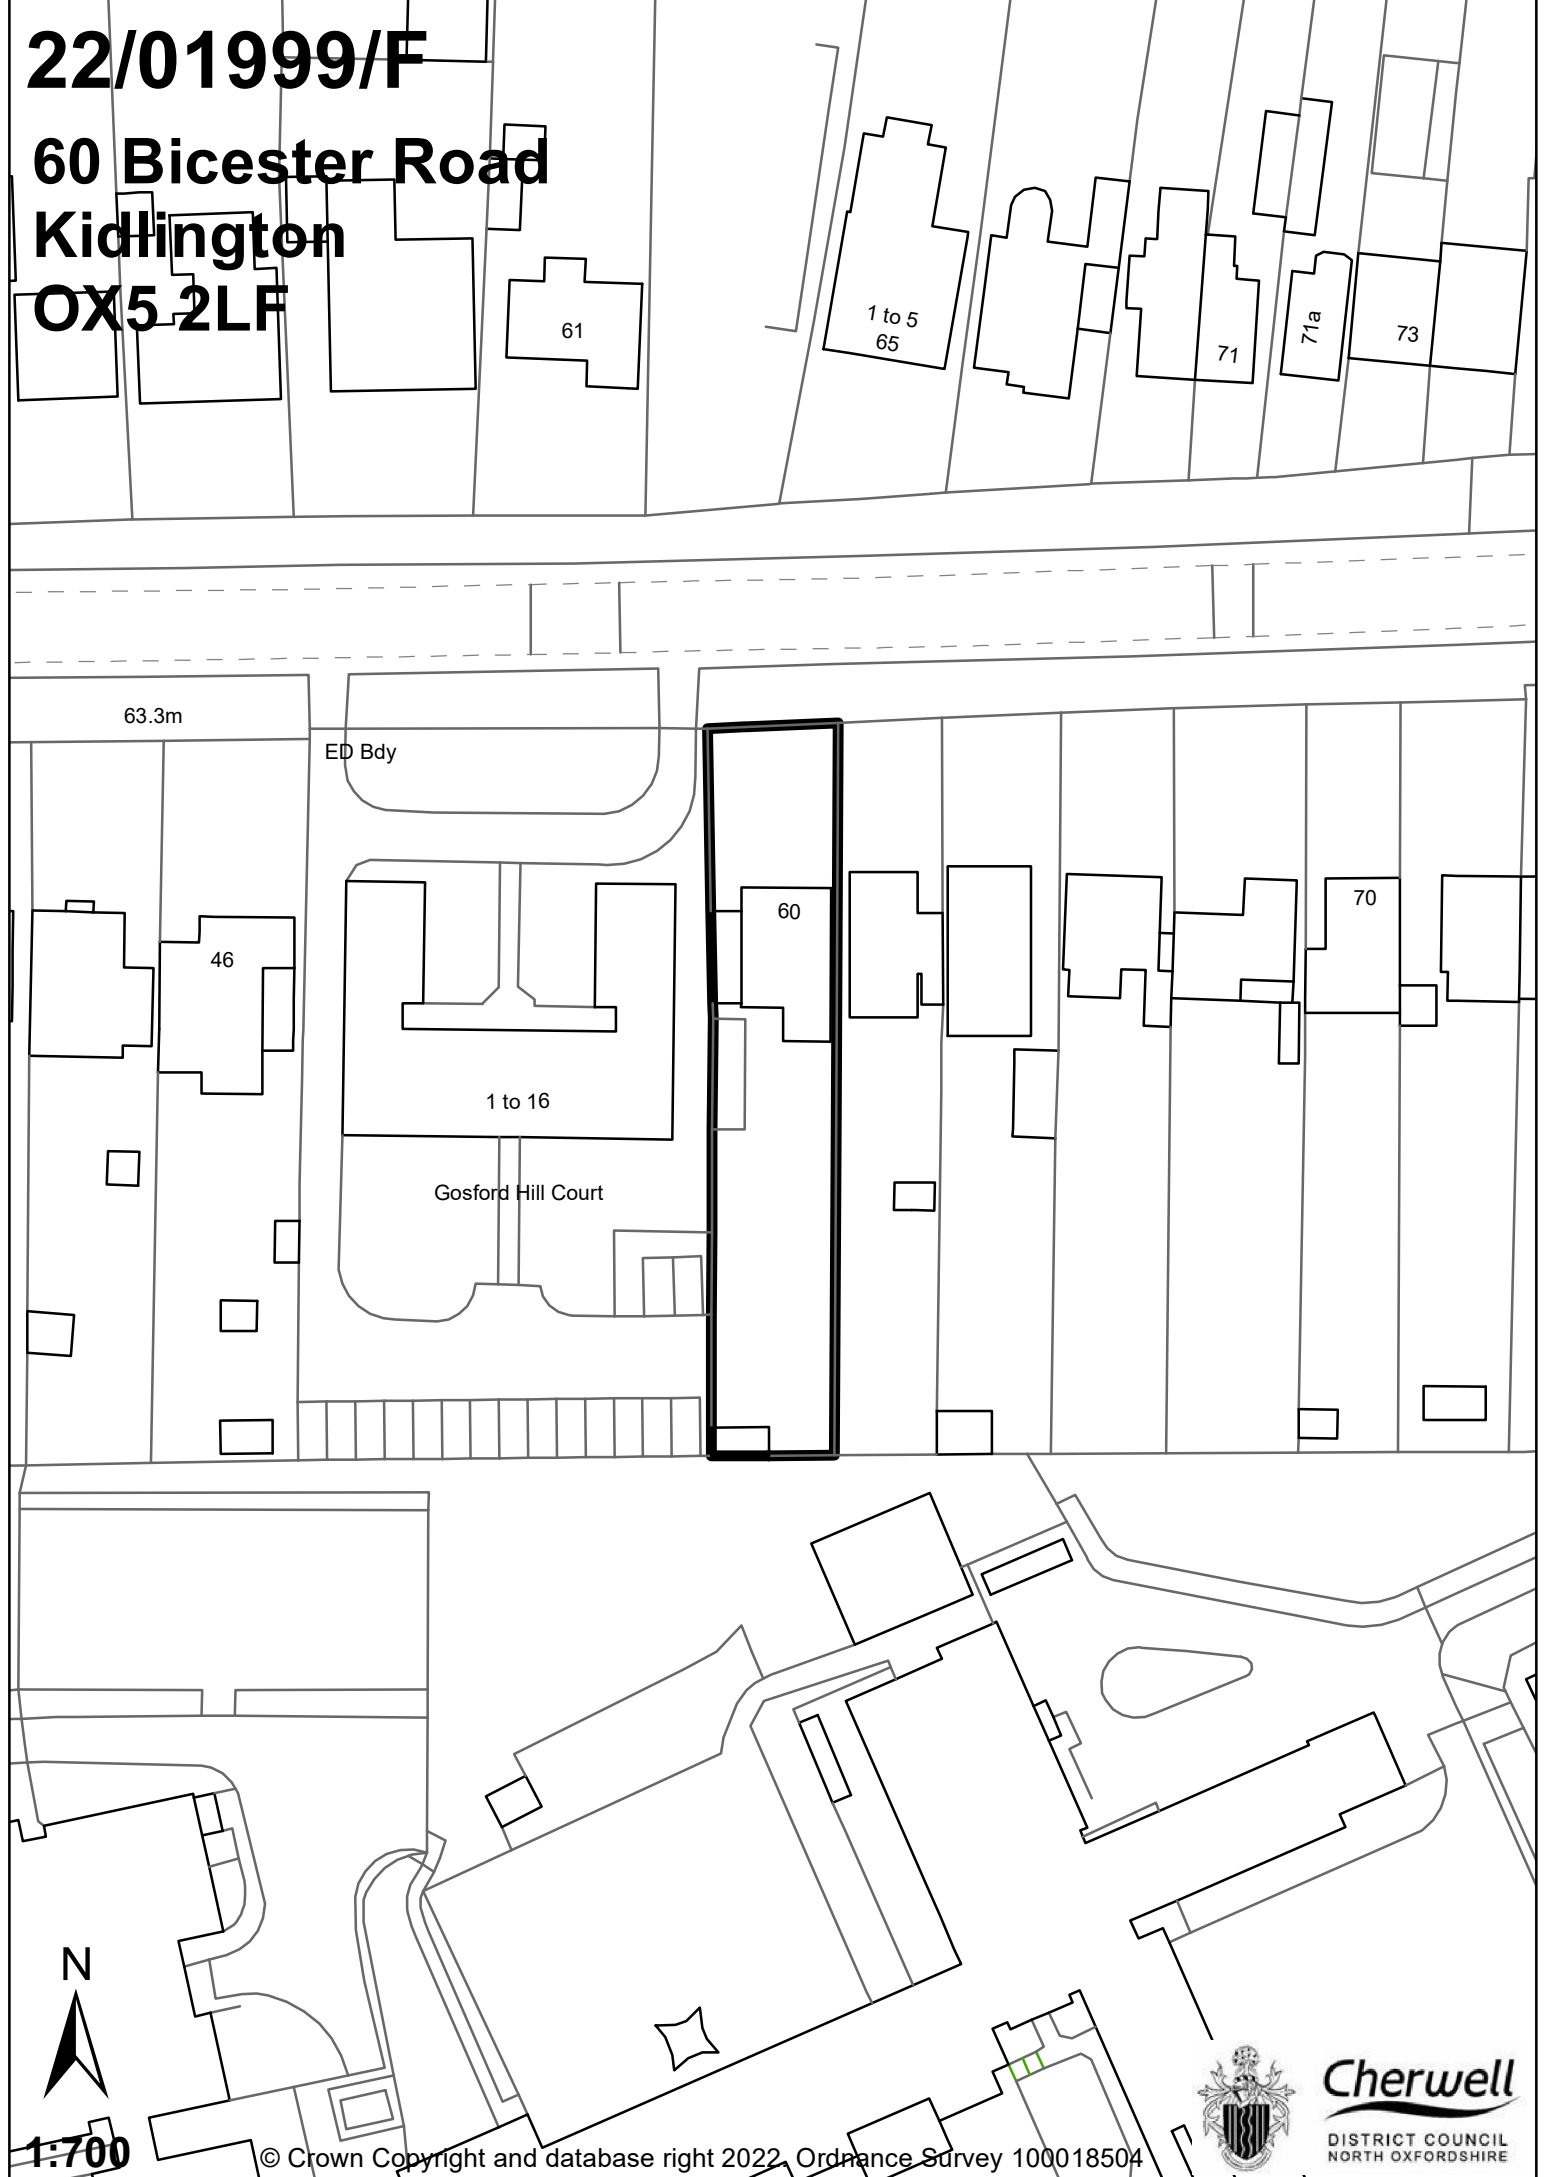 22/01999/F
60 Bicester Road
Kidlington
OX5 2LF
61
1 to 5
65
71
71a
73
63.3m
ED Bdy
46
60
70
1 to 16
Gosford Hill Court
N
1:700
© Crown Copyright and database right 2022. Ordnance Survey 100018504
Cherwell
DISTRICT COUNCIL
NORTH OXFORDSHIRE